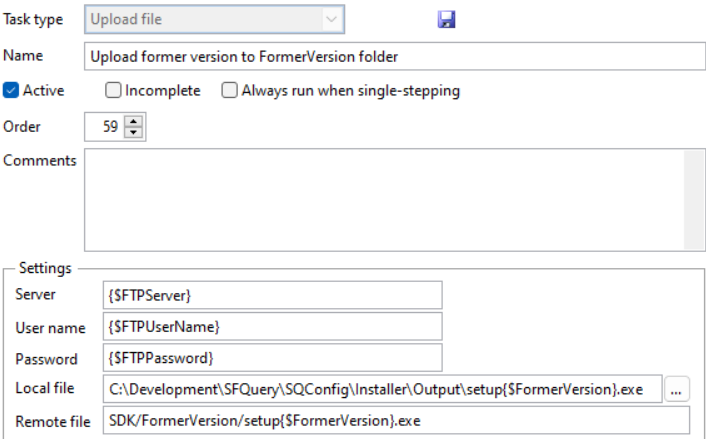 Task type Upload file
Name Upload former version to FormerVersion folder
Active Incomplete Always run when single-stepping
Order 59
Comments
Settings
Server {$FTPServer}
User name {$FTPUserName}
Password {$FTPPassword}
Local file C:\Development\SFQuery\SQConfig\Installer\Output\setup{$FormerVersion}.exe ...
Remote file SDK/FormerVersion/setup{$FormerVersion}.exe